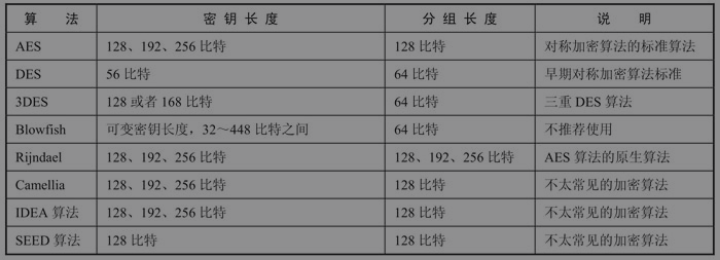 算 法 密 钥 长 度 分 组 长 度 说 明
AES 128、192、256 比特 128 比特 对称加密算法的标准算法
DES 56 比特 64 比特 早期对称加密算法标准
3DES 128 或者 168 比特 64 比特 三重 DES 算法
Blowfish 可变密钥长度，32～448 比特之间 64 比特 不推荐使用
Rijndael 128、192、256 比特 128、192、256 比特 AES 算法的原生算法
Camellia 128、192、256 比特 128 比特 不太常见的加密算法
IDEA 算法 128、192、256 比特 128 比特 不太常见的加密算法
SEED 算法 128 比特 128 比特 不太常见的加密算法